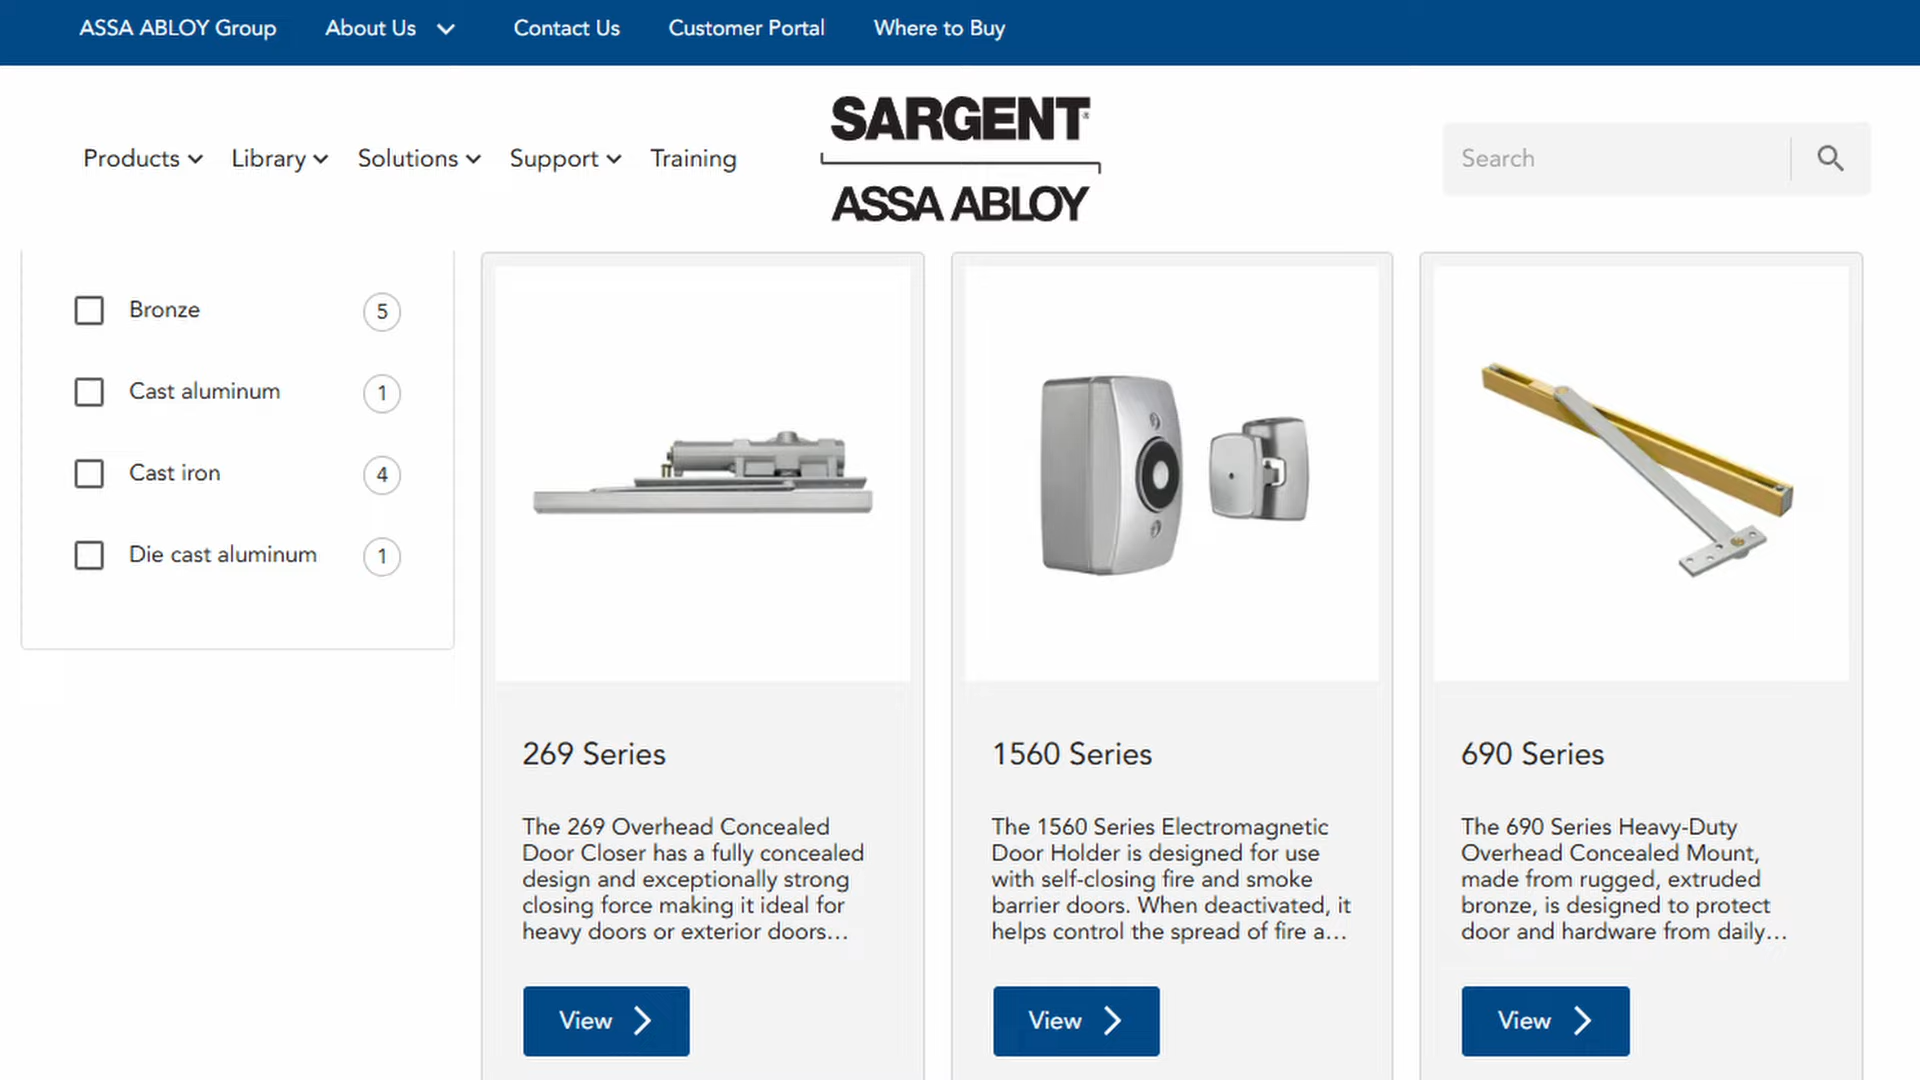 ASSA ABLOY Group
About Us
Contact Us
Customer Portal
Where to Buy
Products
Library
Solutions
Support
Training
SARGENT®
ASSA ABLOY
Search
Bronze 5
Cast aluminum 1
Cast iron 4
Die cast aluminum 1
269 Series
The 269 Overhead Concealed
Door Closer has a fully concealed
design and exceptionally strong
closing force making it ideal for
heavy doors or exterior doors...
View
1560 Series
The 1560 Series Electromagnetic
Door Holder is designed for use
with self-closing fire and smoke
barrier doors. When deactivated, it
helps control the spread of fire a...
View
690 Series
The 690 Series Heavy-Duty
Overhead Concealed Mount,
made from rugged, extruded
bronze, is designed to protect
door and hardware from daily...
View